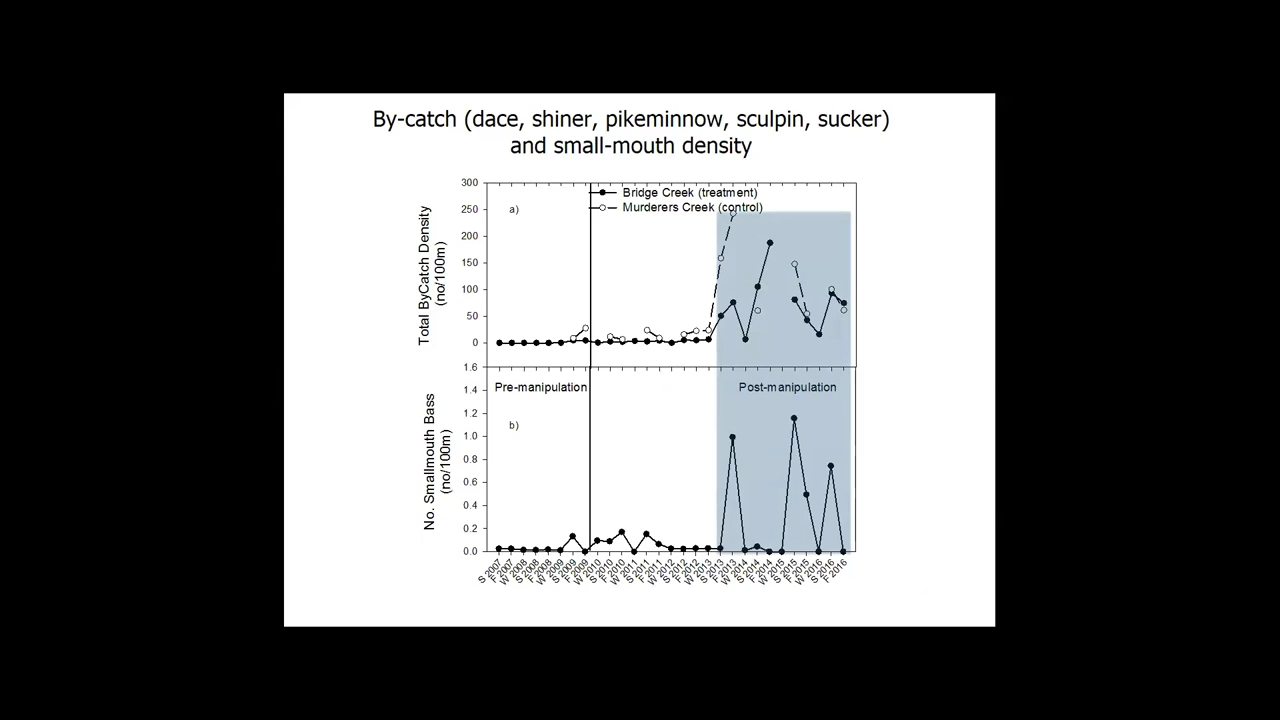 By-catch (dace, shiner, pikeminnow, sculpin, sucker)
and small-mouth density
300
250
200
150
100
50
0
Total ByCatch Density
(no/100m)
a)
Bridge Creek (treatment)
Murderers Creek (control)
1.6
1.4
1.2
1.0
0.8
0.6
0.4
0.2
0.0
No. Smallmouth Bass
(no/100m)
Pre-manipulation
Post-manipulation
b)
S 2007
F 2007
W 2008
S 2008
F 2008
W 2009
S 2009
F 2009
W 2010
S 2010
F 2010
W 2011
S 2011
F 2011
W 2012
S 2012
F 2012
W 2013
S 2013
F 2013
W 2014
S 2014
F 2014
W 2015
S 2015
F 2015
W 2016
S 2016
F 2016